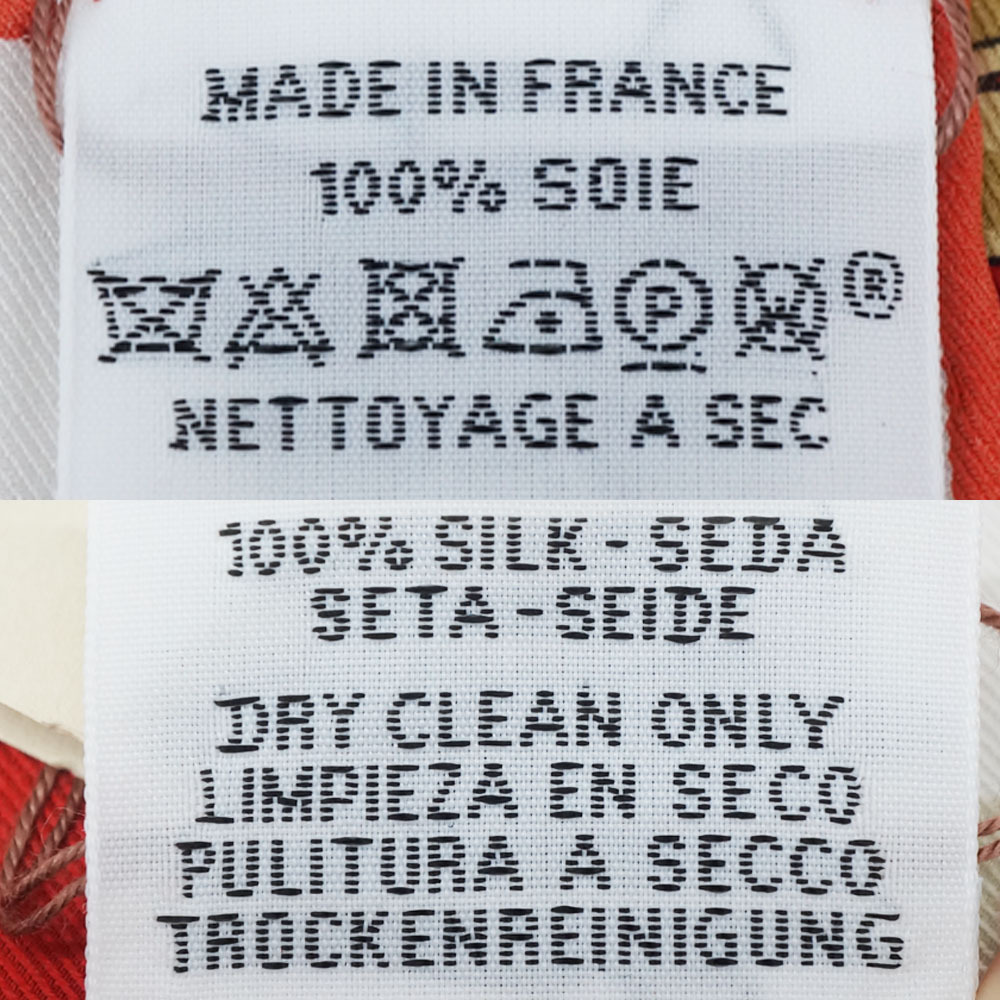 MADE IN FRANCE
100% SOIE
P W ®
NETTOYAGE A SEC
100% SILK - SEDA
SETA - SEIDE
DRY CLEAN ONLY
LIMPIEZA EN SECO
PULITURA A SECCO
TROCKENREINIGUNG